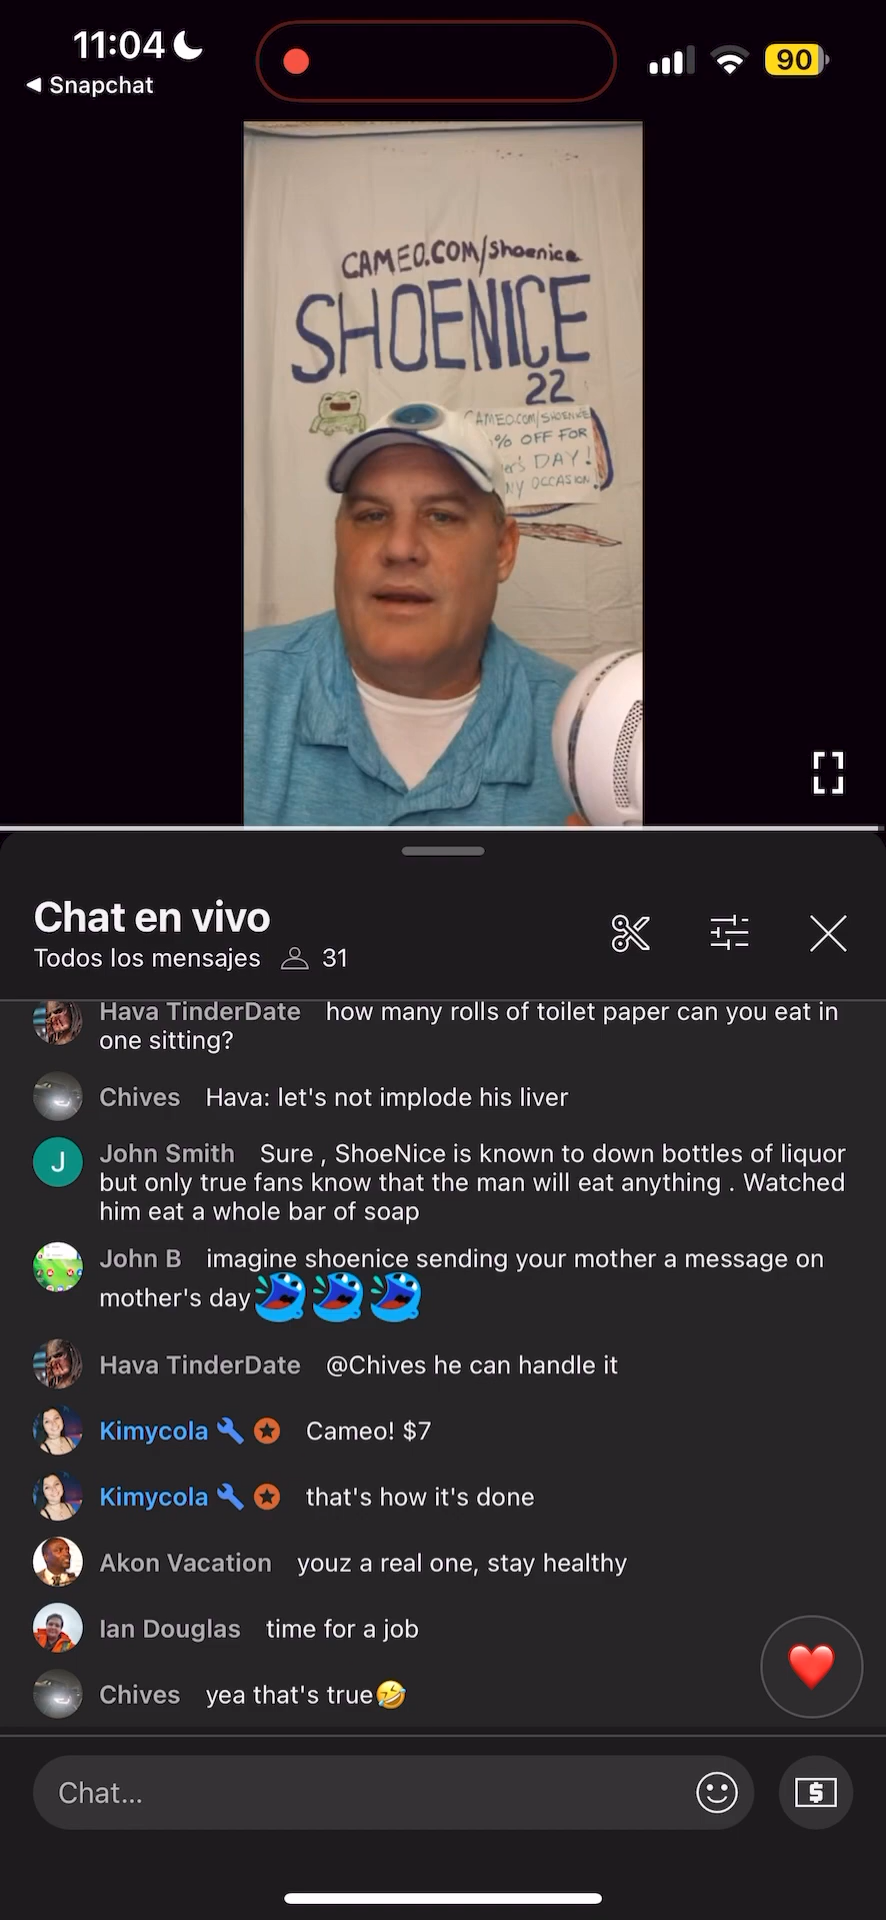 11:04
90
◀ Snapchat
CAMEO.COM/shoenice
SHOENICE
22
CAMEO.COM/SHOENICE
% OFF FOR
er's DAY!
NY OCCASION!
Chat en vivo
Todos los mensajes 31
Hava TinderDate how many rolls of toilet paper can you eat in
one sitting?
Chives Hava: let's not implode his liver
J
John Smith Sure , ShoeNice is known to down bottles of liquor
but only true fans know that the man will eat anything . Watched
him eat a whole bar of soap
John B imagine shoenice sending your mother a message on
mother's day
Hava TinderDate @Chives he can handle it
Kimycola Cameo! $7
Kimycola that's how it's done
Akon Vacation youz a real one, stay healthy
Ian Douglas time for a job
Chives yea that's true🤣
Chat...
$